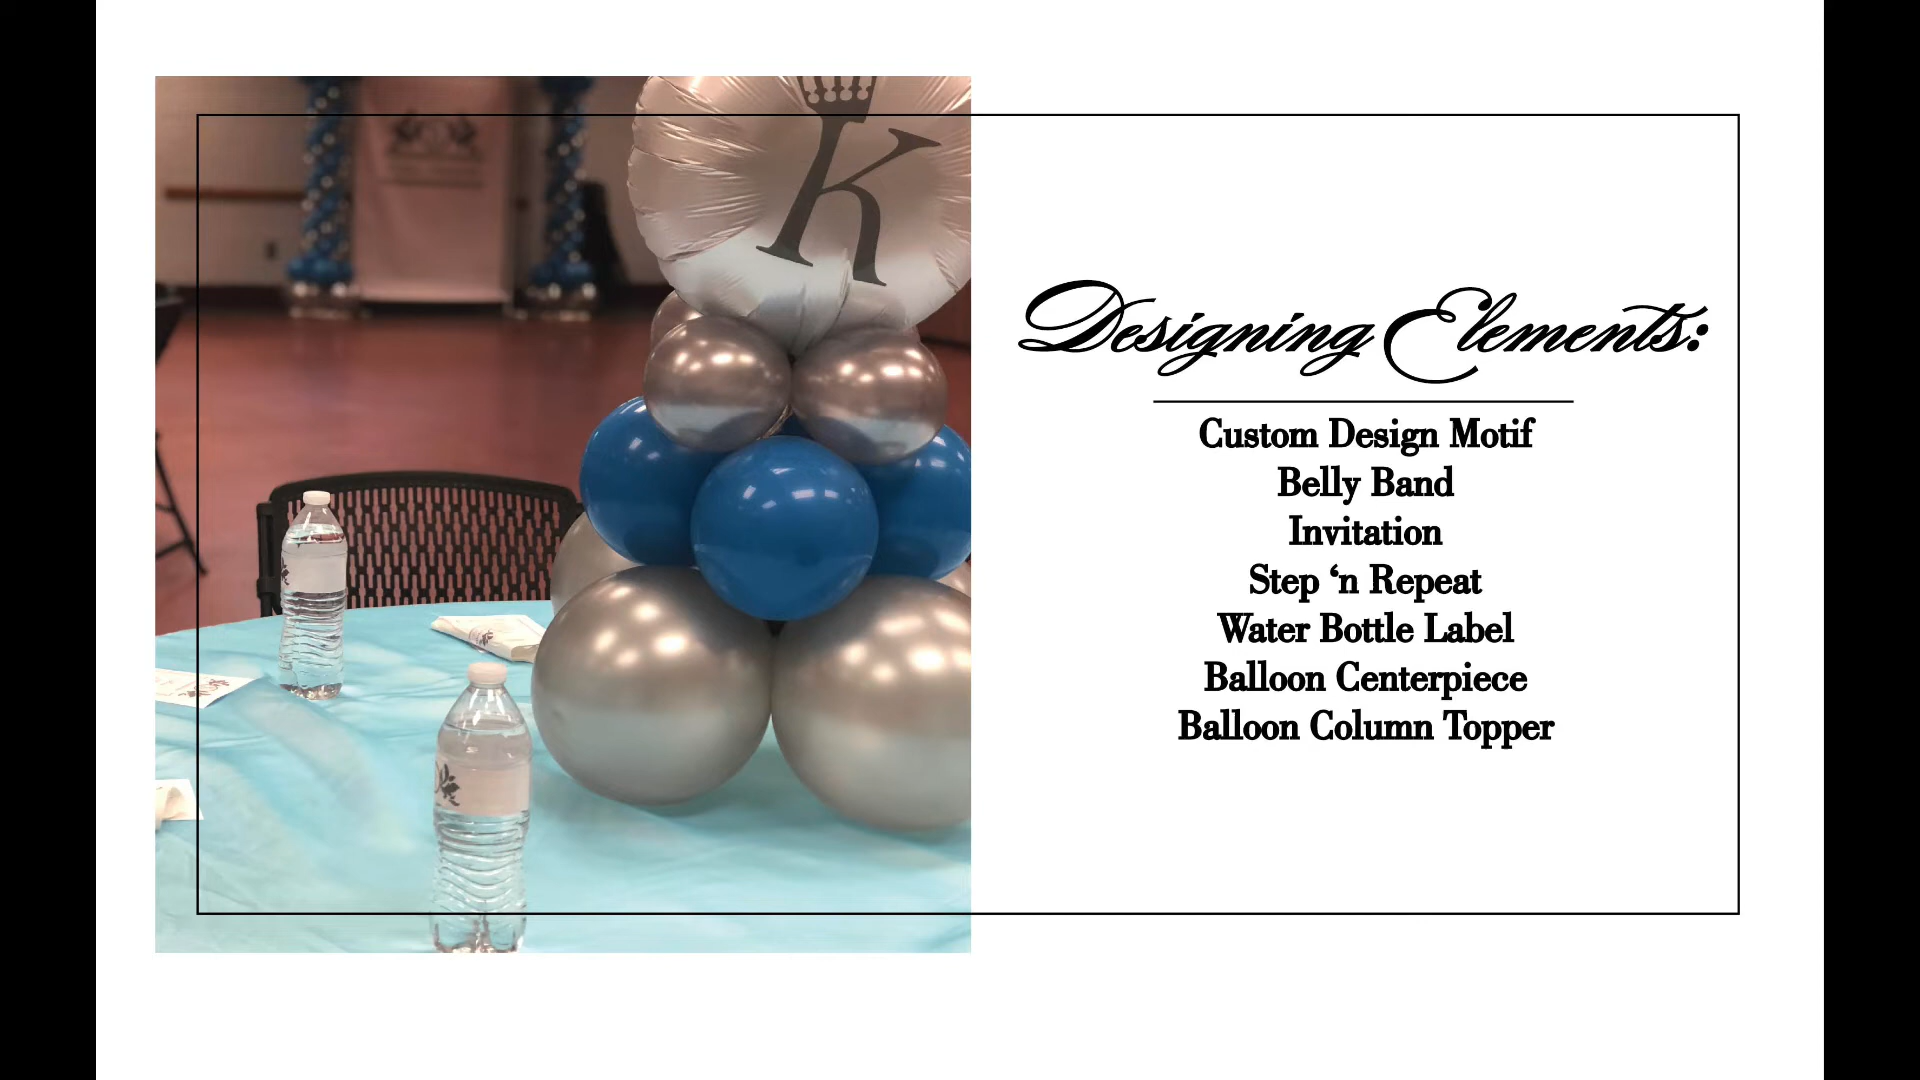 K
Designing Elements:
Custom Design Motif
Belly Band
Invitation
Step ‘n Repeat
Water Bottle Label
Balloon Centerpiece
Balloon Column Topper